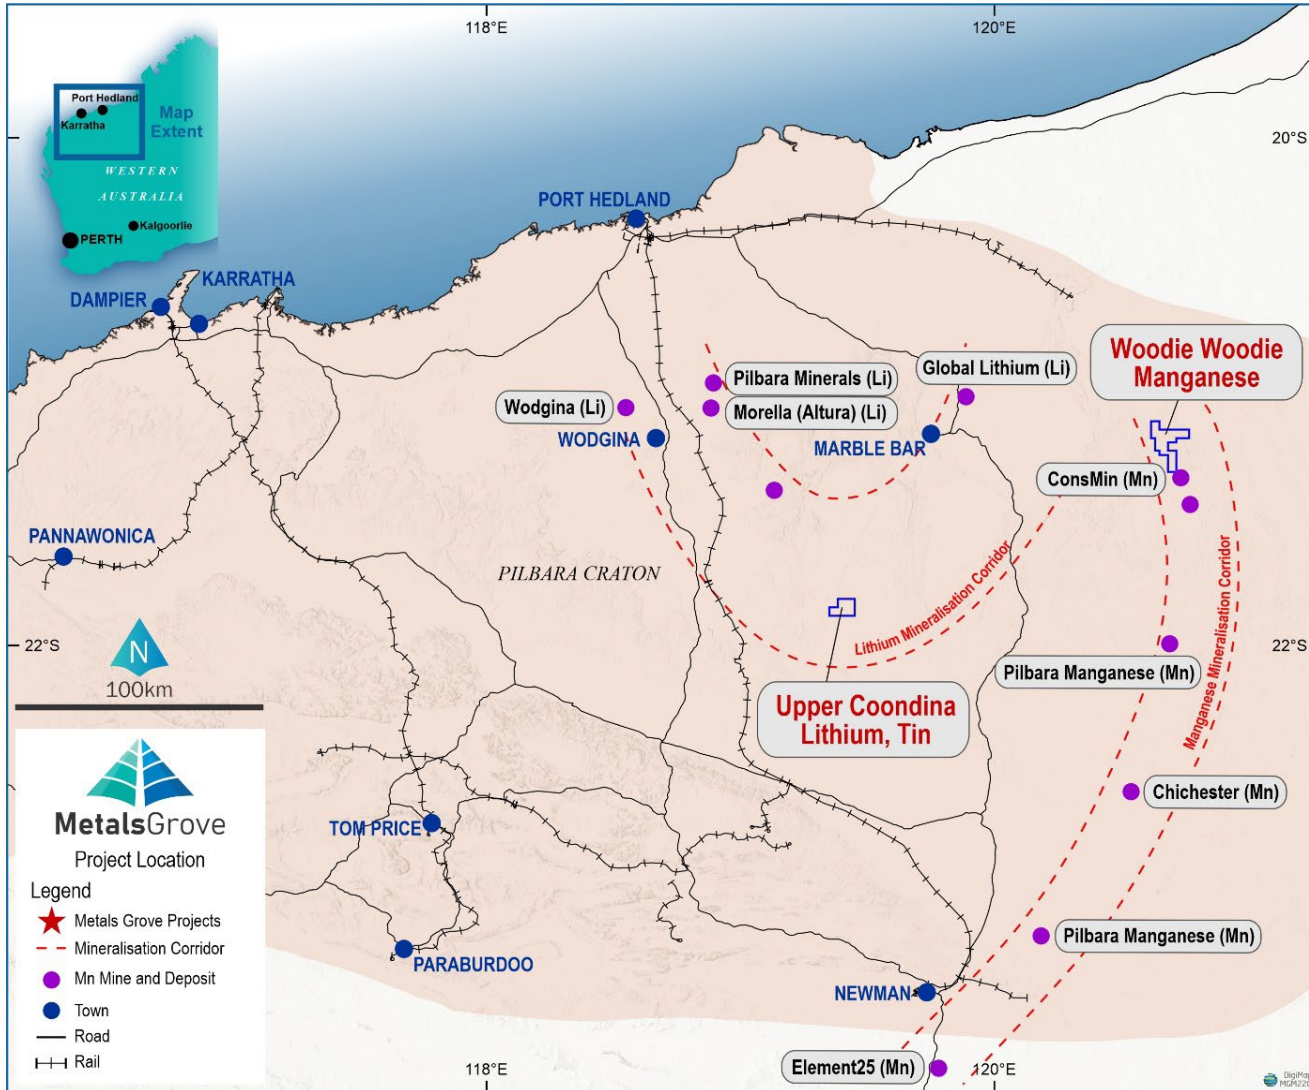 118°E
120°E
Port Hedland
Karratha
Map
Extent
WESTERN
AUSTRALIA
Kalgoorlie
PERTH
20°S
PORT HEDLAND
KARRATHA
DAMPIER
Woodie Woodie
Manganese
Global Lithium (Li)
Pilbara Minerals (Li)
Morella (Altura) (Li)
Wodgina (Li)
WODGINA
MARBLE BAR
ConsMin (Mn)
PANNAWONICA
PILBARA CRATON
Lithium Mineralisation Corridor
22°S
22°S
N
100km
Pilbara Manganese (Mn)
Manganese Mineralisation Corridor
Upper Coondina
Lithium, Tin
Chichester (Mn)
MetalsGrove
Project Location
Legend
Metals Grove Projects
Mineralisation Corridor
Mn Mine and Deposit
Town
Road
Rail
TOM PRICE
PARABURDOO
Pilbara Manganese (Mn)
NEWMAN
Element25 (Mn)
118°E
120°E